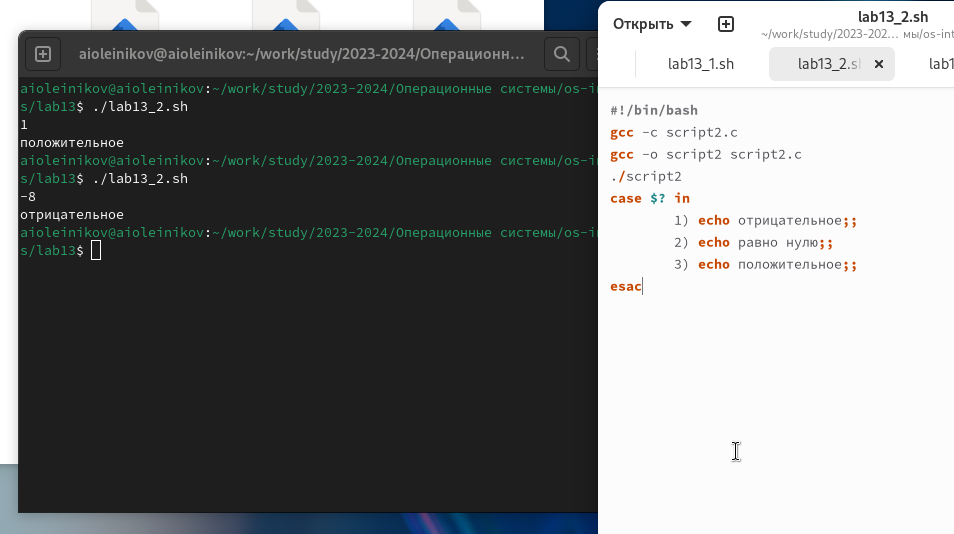 aioleinikov@aioleinikov:~/work/study/2023-2024/Операционн...
aioleinikov@aioleinikov:~/work/study/2023-2024/Операционные системы/os-in
s/lab13$ ./lab13_2.sh
1
положительное
aioleinikov@aioleinikov:~/work/study/2023-2024/Операционные системы/os-in
s/lab13$ ./lab13_2.sh
-8
отрицательное
aioleinikov@aioleinikov:~/work/study/2023-2024/Операционные системы/os-in
s/lab13$
Открыть
lab13_2.sh
~/work/study/2023-202... мы/os-int
lab13_1.sh
lab13_2.sh
lab1
#!/bin/bash
gcc -c script2.c
gcc -o script2 script2.c
./script2
case $? in
1) echo отрицательное;;
2) echo равно нулю;;
3) echo положительное;;
esac